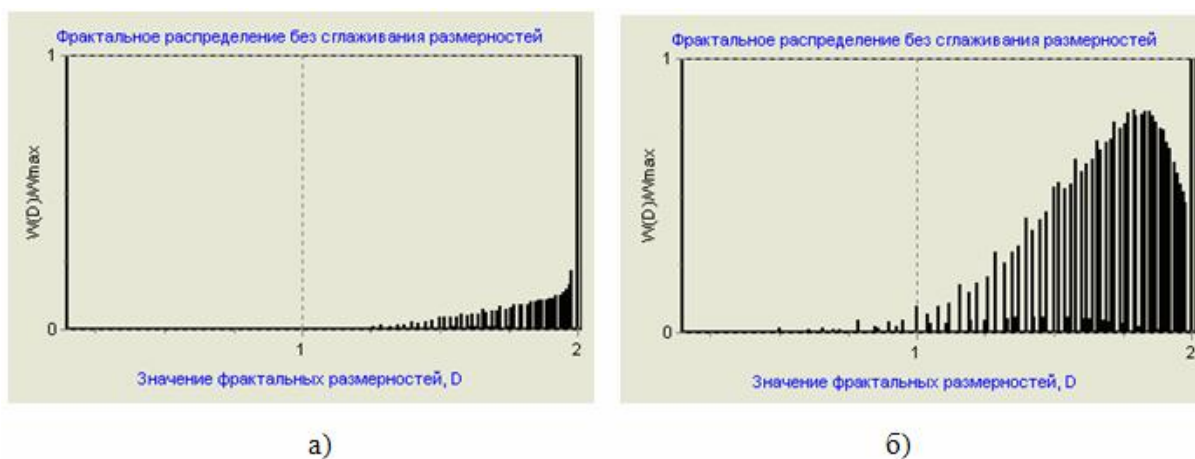 Фрактальное распределение без сглаживания размерностей
1
W(D)/Wmax
0
1
2
Значение фрактальных размерностей, D
а)
Фрактальное распределение без сглаживания размерностей
1
W(D)/Wmax
0
1
2
Значение фрактальных размерностей, D
б)